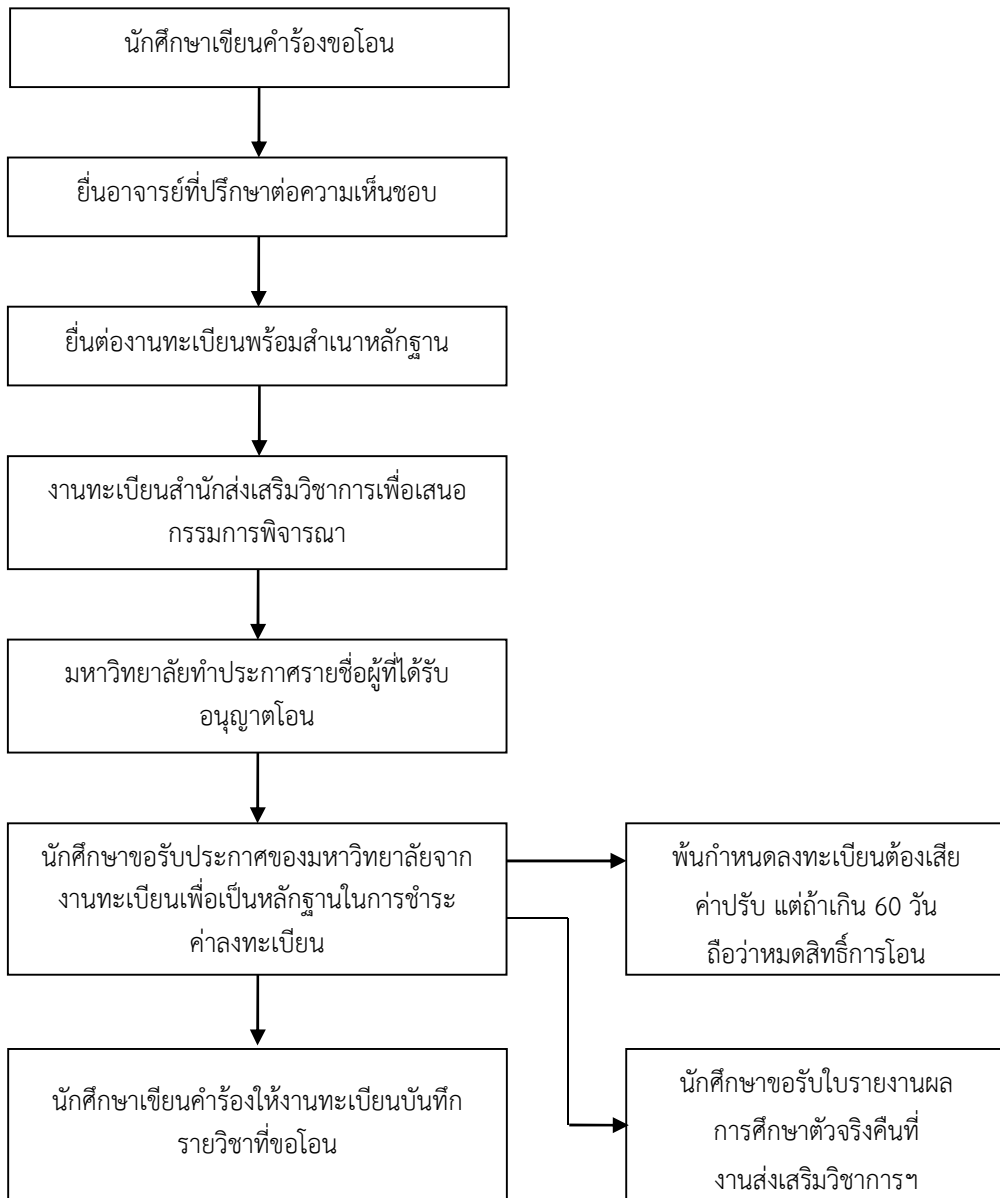 นักศึกษาเขียนคำร้องขอโอน
ยื่นอาจารย์ที่ปรึกษาต่อความเห็นชอบ
ยื่นต่องานทะเบียนพร้อมสำเนาหลักฐาน
งานทะเบียนสำนักส่งเสริมวิชาการเพื่อเสนอ
กรรมการพิจารณา
มหาวิทยาลัยทำประกาศรายชื่อผู้ที่ได้รับ
อนุญาตโอน
นักศึกษาขอรับประกาศของมหาวิทยาลัยจาก
งานทะเบียนเพื่อเป็นหลักฐานในการชำระ
ค่าลงทะเบียน
พ้นกำหนดลงทะเบียนต้องเสีย
ค่าปรับ แต่ถ้าเกิน 60 วัน
ถือว่าหมดสิทธิ์การโอน
นักศึกษาเขียนคำร้องให้งานทะเบียนบันทึก
รายวิชาที่ขอโอน
นักศึกษาขอรับใบรายงานผล
การศึกษาตัวจริงคืนที่
งานส่งเสริมวิชาการฯ